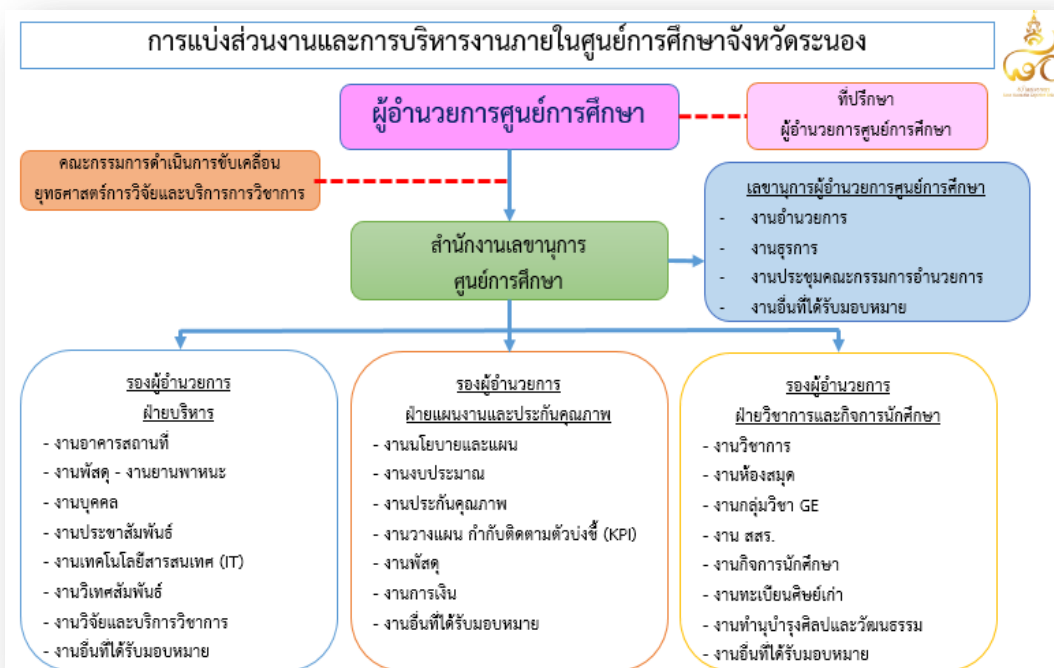 การแบ่งส่วนงานและการบริหารงานภายในศูนย์การศึกษาจังหวัดระนอง
ผู้อำนวยการศูนย์การศึกษา
ที่ปรึกษา
ผู้อำนวยการศูนย์การศึกษา
คณะกรรมการดำเนินการขับเคลื่อน
ยุทธศาสตร์การวิจัยและบริการการวิชาการ
สำนักงานเลขานุการ
ศูนย์การศึกษา
เลขานุการผู้อำนวยการศูนย์การศึกษา
- งานอำนวยการ
- งานธุรการ
- งานประชุมคณะกรรมการอำนวยการ
- งานอื่นที่ได้รับมอบหมาย
รองผู้อำนวยการ
ฝ่ายบริหาร
- งานอาคารสถานที่
- งานพัสดุ - งานยานพาหนะ
- งานบุคคล
- งานประชาสัมพันธ์
- งานเทคโนโลยีสารสนเทศ (IT)
- งานวิเทศสัมพันธ์
- งานวิจัยและบริการวิชาการ
- งานอื่นที่ได้รับมอบหมาย
รองผู้อำนวยการ
ฝ่ายแผนงานและประกันคุณภาพ
- งานนโยบายและแผน
- งานงบประมาณ
- งานประกันคุณภาพ
- งานวางแผน กำกับติดตามตัวบ่งชี้ (KPI)
- งานพัสดุ
- งานการเงิน
- งานอื่นที่ได้รับมอบหมาย
รองผู้อำนวยการ
ฝ่ายวิชาการและกิจการนักศึกษา
- งานวิชาการ
- งานห้องสมุด
- งานกลุ่มวิชา GE
- งาน สสร.
- งานกิจการนักศึกษา
- งานทะเบียนศิษย์เก่า
- งานทำนุบำรุงศิลปและวัฒนธรรม
- งานอื่นที่ได้รับมอบหมาย